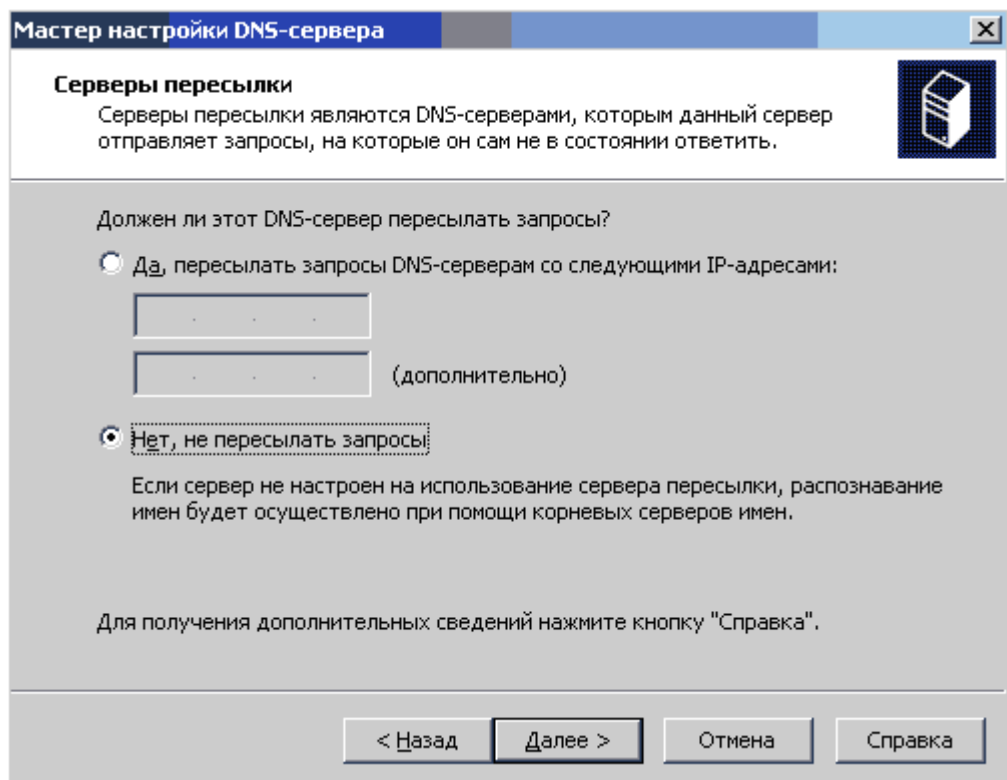 Мастер настройки DNS-сервера
Серверы пересылки
Серверы пересылки являются DNS-серверами, которым данный сервер
отправляет запросы, на которые он сам не в состоянии ответить.
Должен ли этот DNS-сервер пересылать запросы?
Да, пересылать запросы DNS-серверам со следующими IP-адресами:
(дополнительно)
Нет, не пересылать запросы
Если сервер не настроен на использование сервера пересылки, распознавание
имен будет осуществлено при помощи корневых серверов имен.
Для получения дополнительных сведений нажмите кнопку "Справка".
< Назад Далее > Отмена Справка